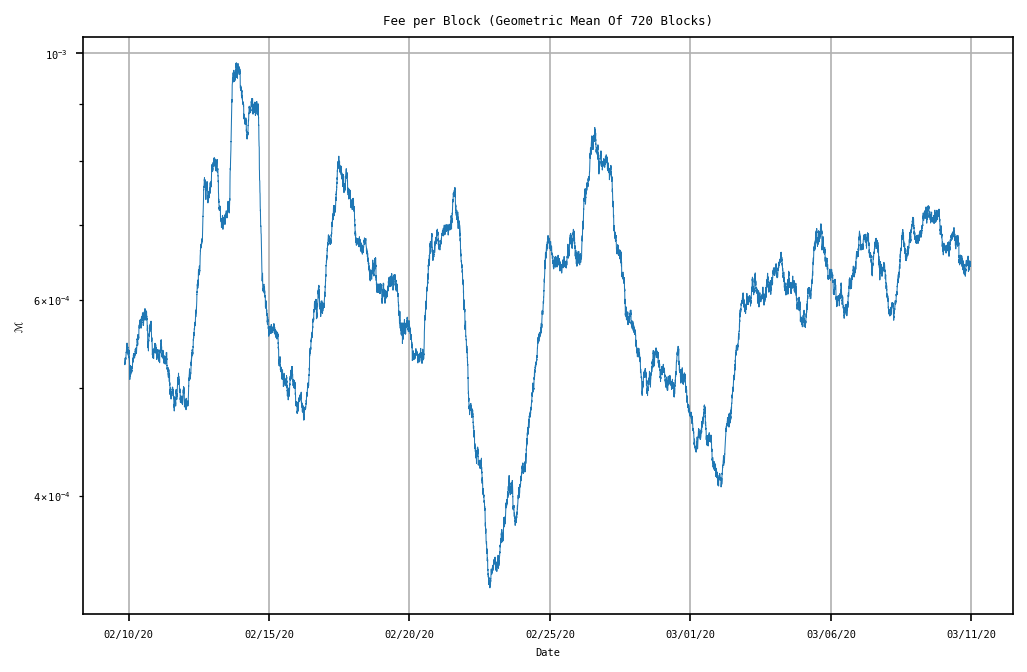 Fee per Block (Geometric Mean Of 720 Blocks)
10⁻³
6×10⁻⁴
4×10⁻⁴
ℳ
02/10/20 02/15/20 02/20/20 02/25/20 03/01/20 03/06/20 03/11/20
Date